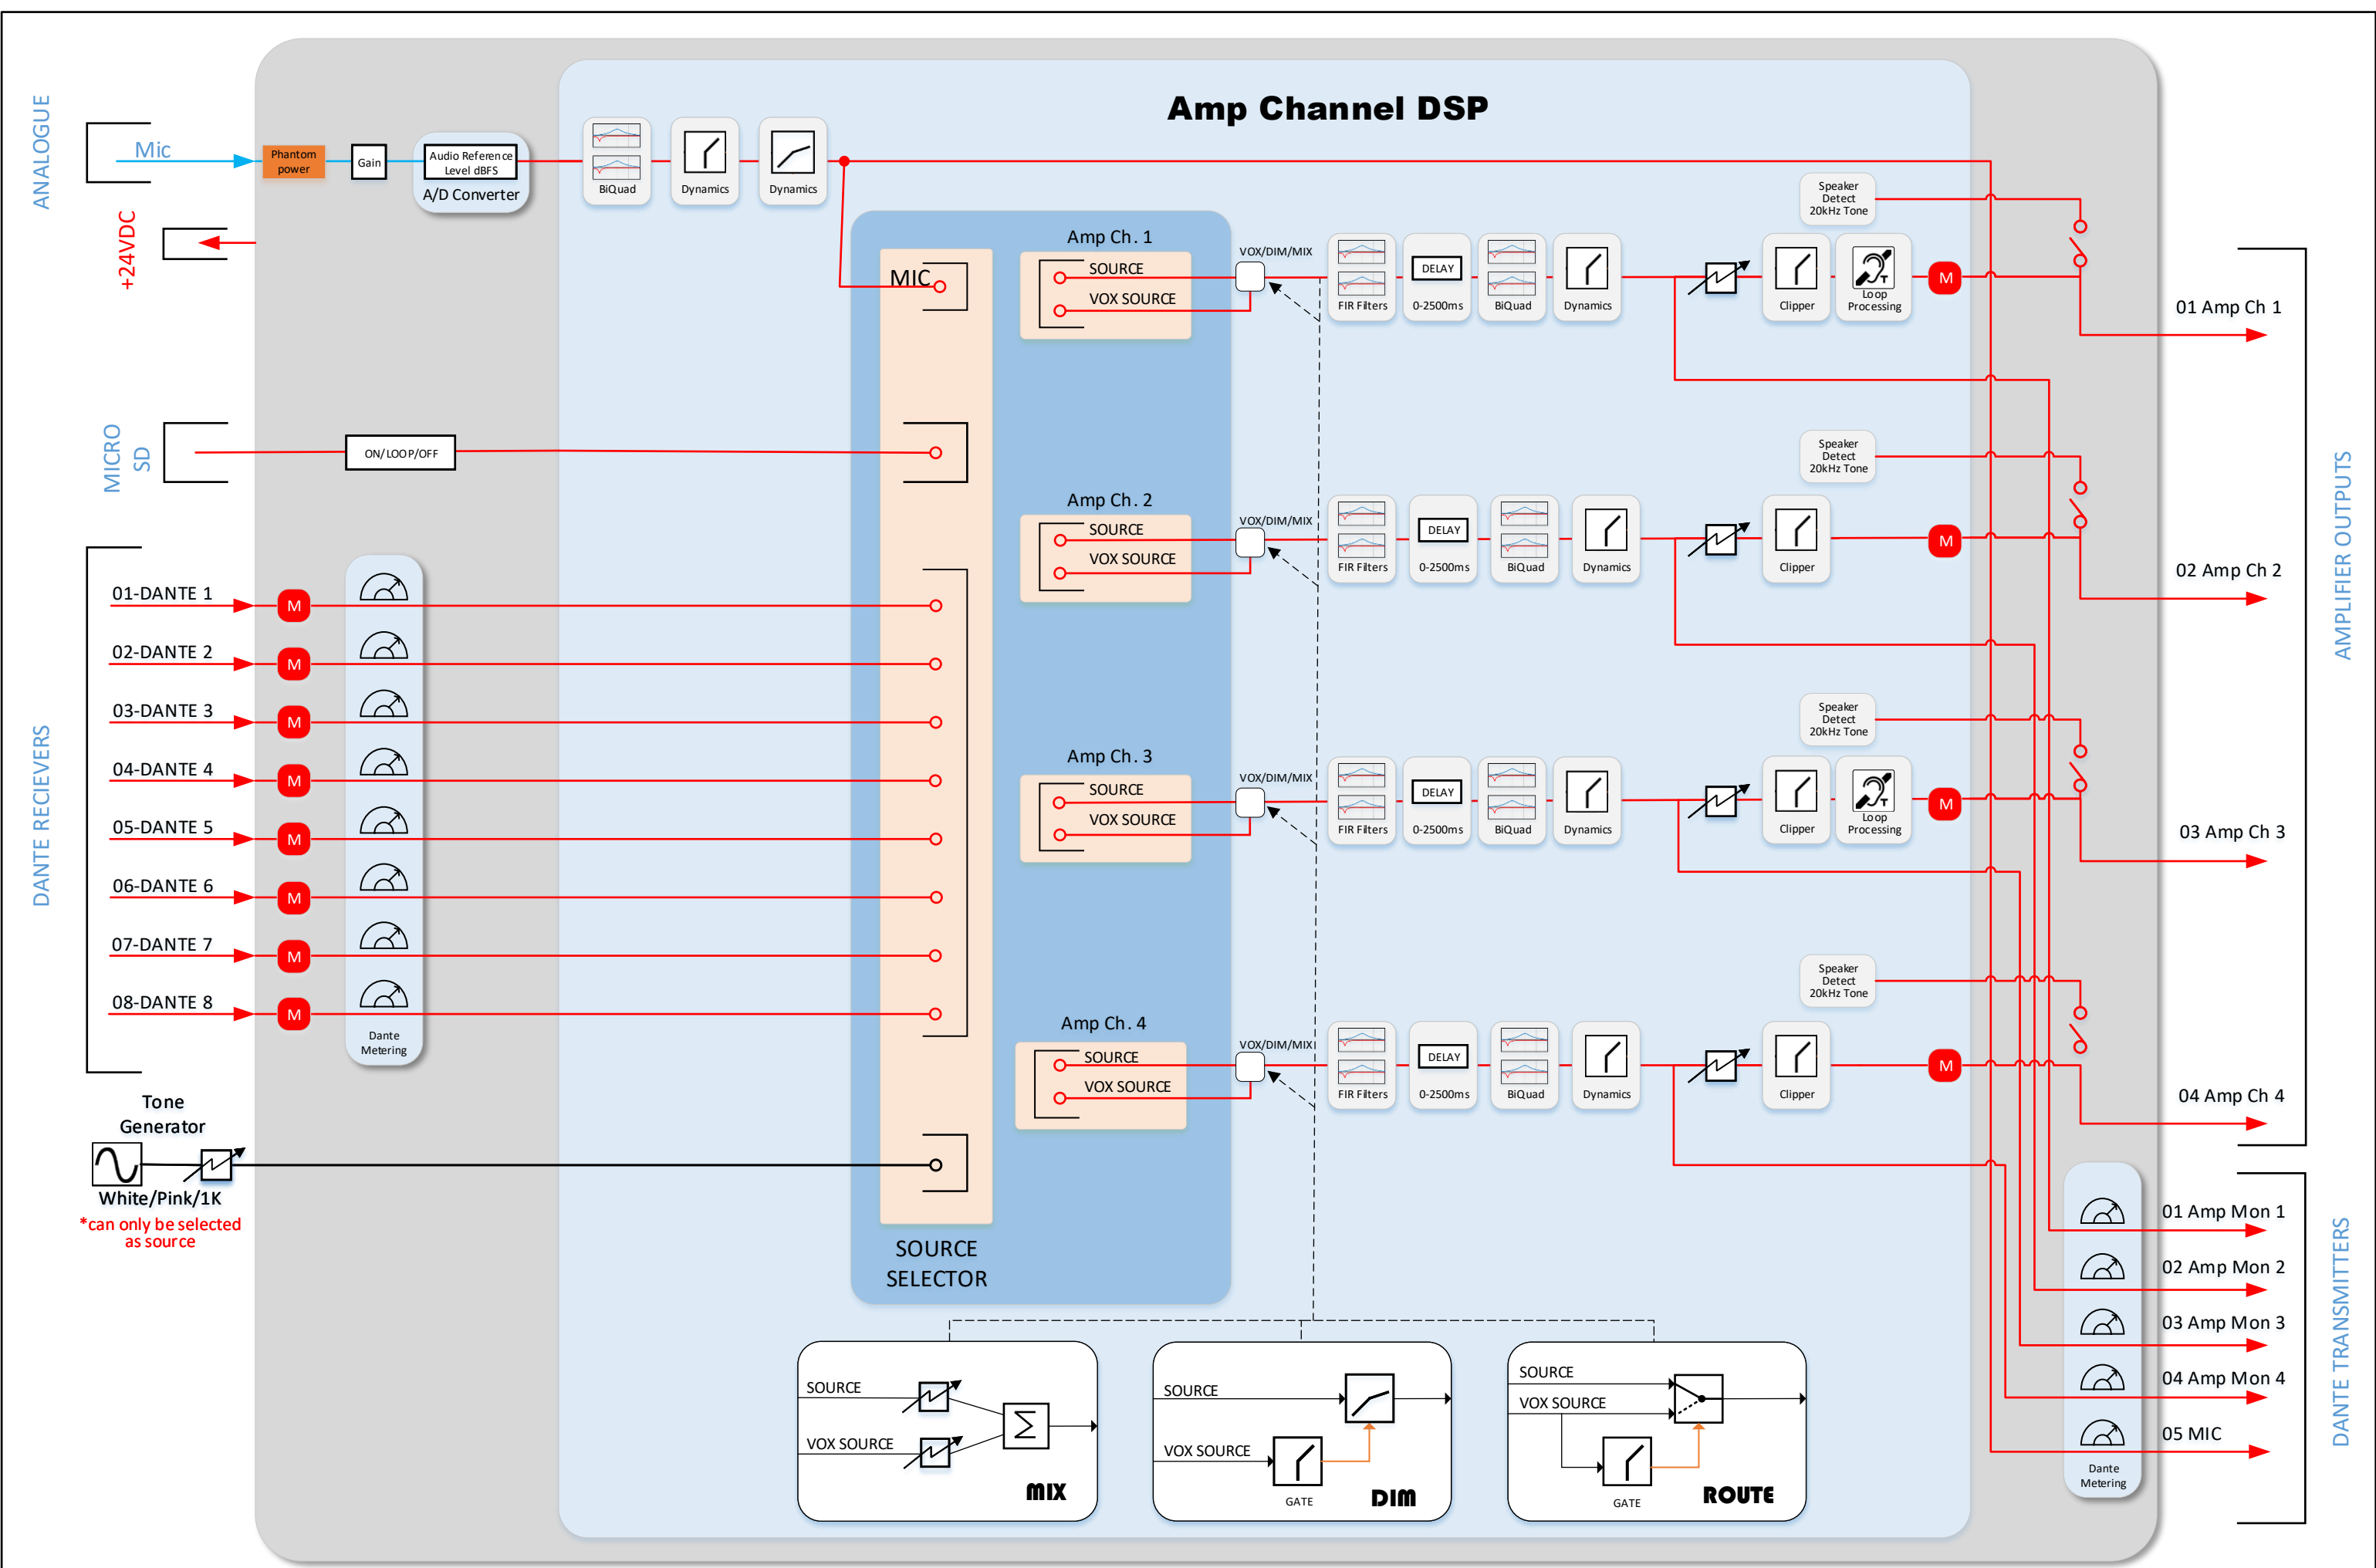 Amp Channel DSP
ANALOGUE
Mic
Phantom
power
Gain
Audio Reference
Level dBFS
A/D Converter
BiQuad
Dynamics
Dynamics
+24VDC
MICRO
SD
ON/LOOP/OFF
DANTE RECIEVERS
01-DANTE 1
M
02-DANTE 2
M
03-DANTE 3
M
04-DANTE 4
M
05-DANTE 5
M
06-DANTE 6
M
07-DANTE 7
M
08-DANTE 8
M
Dante
Metering
Tone
Generator
White/Pink/1K
*can only be selected
as source
MIC
SOURCE
SELECTOR
Amp Ch. 1
SOURCE
VOX SOURCE
VOX/DIM/MIX
FIR Filters
DELAY
0-2500ms
BiQuad
Dynamics
Clipper
Loop
Processing
M
Speaker
Detect
20kHz Tone
01 Amp Ch 1
Amp Ch. 2
SOURCE
VOX SOURCE
VOX/DIM/MIX
FIR Filters
DELAY
0-2500ms
BiQuad
Dynamics
Clipper
M
Speaker
Detect
20kHz Tone
02 Amp Ch 2
Amp Ch. 3
SOURCE
VOX SOURCE
VOX/DIM/MIX
FIR Filters
DELAY
0-2500ms
BiQuad
Dynamics
Clipper
Loop
Processing
M
Speaker
Detect
20kHz Tone
03 Amp Ch 3
Amp Ch. 4
SOURCE
VOX SOURCE
VOX/DIM/MIX
FIR Filters
DELAY
0-2500ms
BiQuad
Dynamics
Clipper
M
Speaker
Detect
20kHz Tone
04 Amp Ch 4
AMPLIFIER OUTPUTS
SOURCE
VOX SOURCE
Σ
MIX
SOURCE
VOX SOURCE
GATE
DIM
SOURCE
VOX SOURCE
GATE
ROUTE
01 Amp Mon 1
02 Amp Mon 2
03 Amp Mon 3
04 Amp Mon 4
05 MIC
Dante
Metering
DANTE TRANSMITTERS
T
T